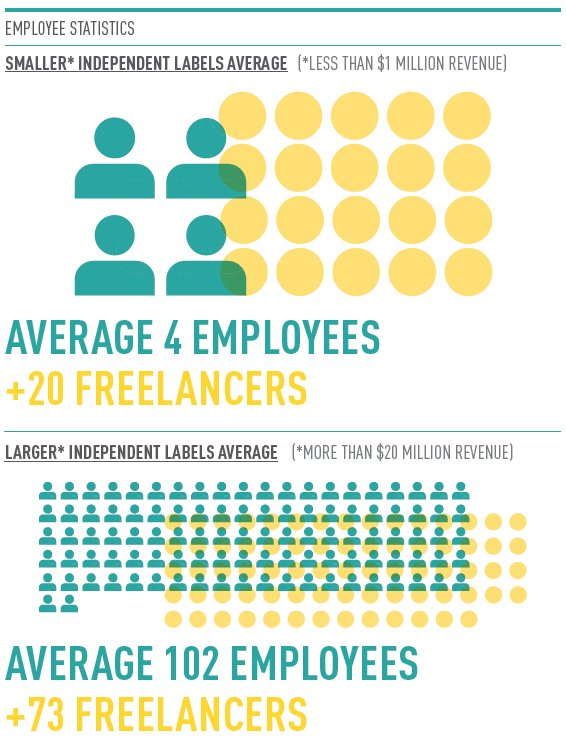 EMPLOYEE STATISTICS
SMALLER* INDEPENDENT LABELS AVERAGE (*LESS THAN $1 MILLION REVENUE)
AVERAGE 4 EMPLOYEES
+20 FREELANCERS
LARGER* INDEPENDENT LABELS AVERAGE (*MORE THAN $20 MILLION REVENUE)
AVERAGE 102 EMPLOYEES
+73 FREELANCERS